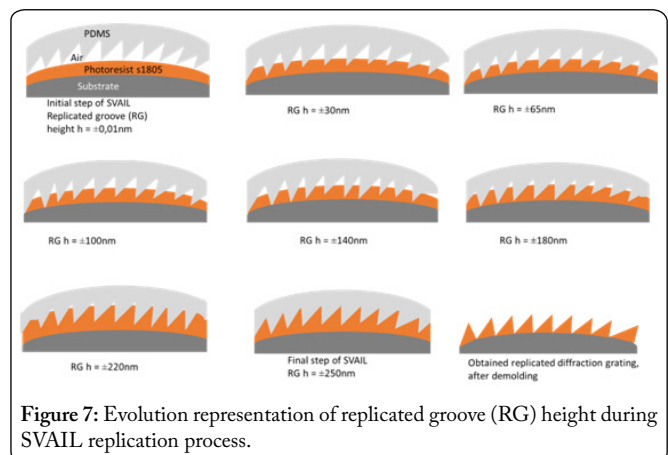 PDMS
Air
Photoresist s1805
Substrate
Initial step of SVAIL
Replicated groove (RG)
height h = ±0,01nm
RG h = ±30nm
RG h = ±65nm
RG h = ±100nm
RG h = ±140nm
RG h = ±180nm
RG h = ±220nm
Final step of SVAIL
RG h = ±250nm
Obtained replicated diffraction grating,
after demolding
Figure 7: Evolution representation of replicated groove (RG) height during
SVAIL replication process.